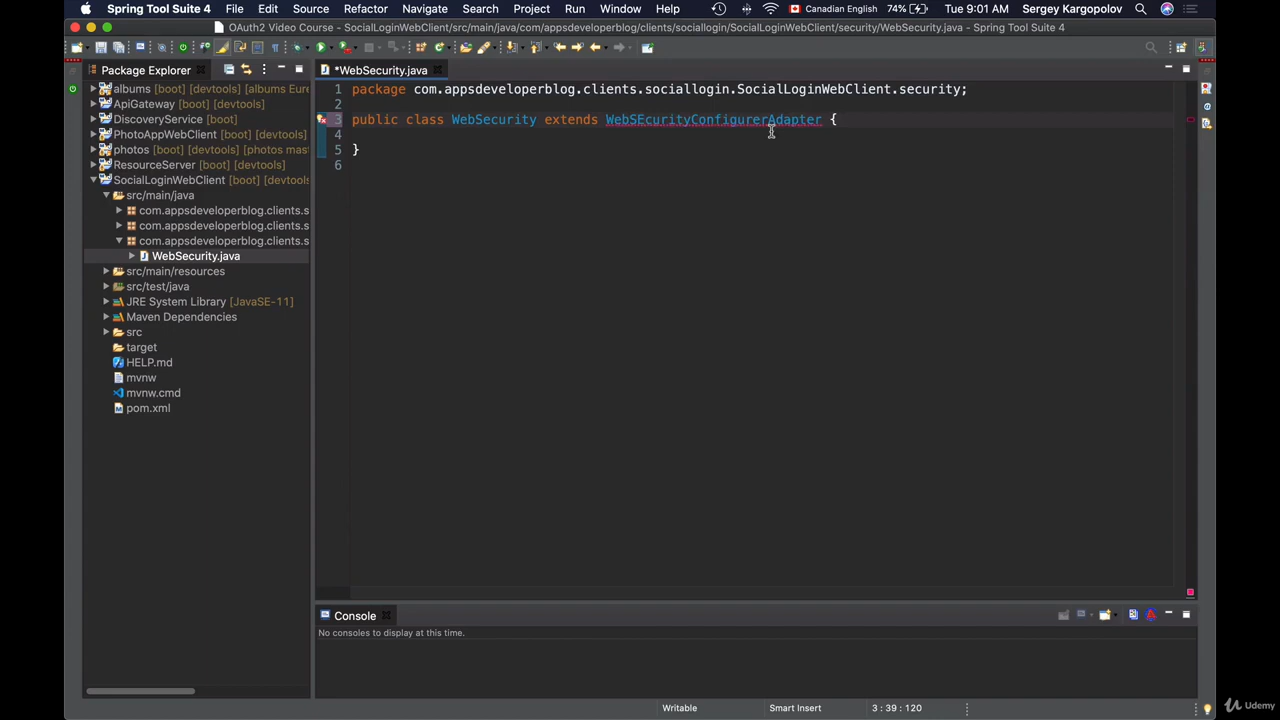 Spring Tool Suite 4 File Edit Source Refactor Navigate Search Project Run Window Help Canadian English 74% Tue 9:01 AM Sergey Kargopolov
OAuth2 Video Course - SocialLoginWebClient/src/main/java/com/appsdeveloperblog/clients/sociallogin/SocialLoginWebClient/security/WebSecurity.java - Spring Tool Suite 4
Package Explorer
*WebSecurity.java
albums [boot] [devtools] [albums Eure
ApiGateway [boot] [devtools]
DiscoveryService [boot]
PhotoAppWebClient [boot] [devtools]
photos [boot] [devtools] [photos mas
ResourceServer [boot] [devtools]
SocialLoginWebClient [boot] [devtools
src/main/java
com.appsdeveloperblog.clients.s
com.appsdeveloperblog.clients.s
com.appsdeveloperblog.clients.s
WebSecurity.java
src/main/resources
src/test/java
JRE System Library [JavaSE-11]
Maven Dependencies
src
target
HELP.md
mvnw
mvnw.cmd
pom.xml
1 package com.appsdeveloperblog.clients.sociallogin.SocialLoginWebClient.security;
2
3 public class WebSecurity extends WebSEcurityConfigurerAdapter {
4
5 }
6
Console
No consoles to display at this time.
Writable Smart Insert 3 : 39 : 120
Udemy